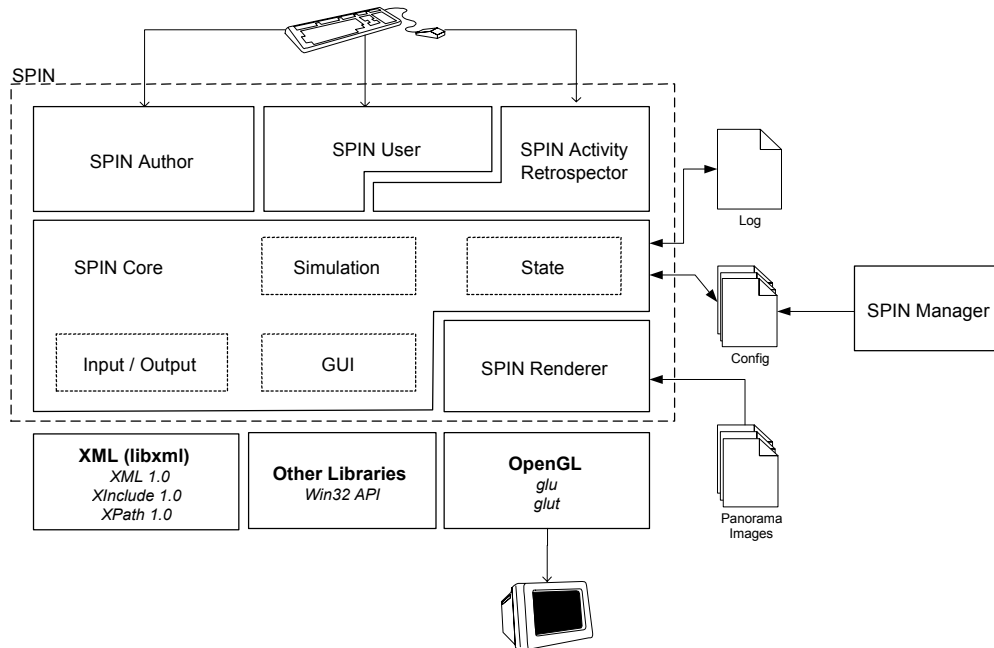 SPIN
SPIN Author
SPIN User
SPIN Activity
Retrospector
Log
SPIN Core
Simulation
State
Config
SPIN Manager
Input / Output
GUI
SPIN Renderer
XML (libxml)
XML 1.0
XInclude 1.0
XPath 1.0
Other Libraries
Win32 API
OpenGL
glu
glut
Panorama
Images